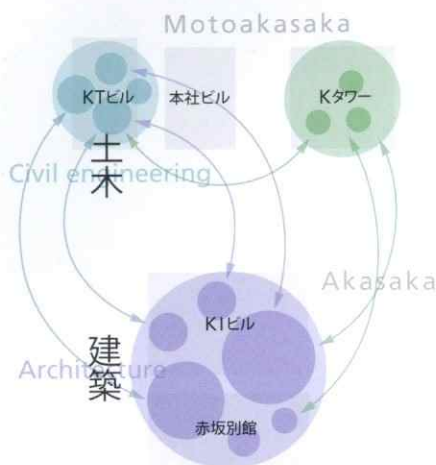 Motoakasaka
KTビル
本社ビル
Kタワー
土木
Civil engineering
Akasaka
KIビル
建築
Architecture
赤坂別館